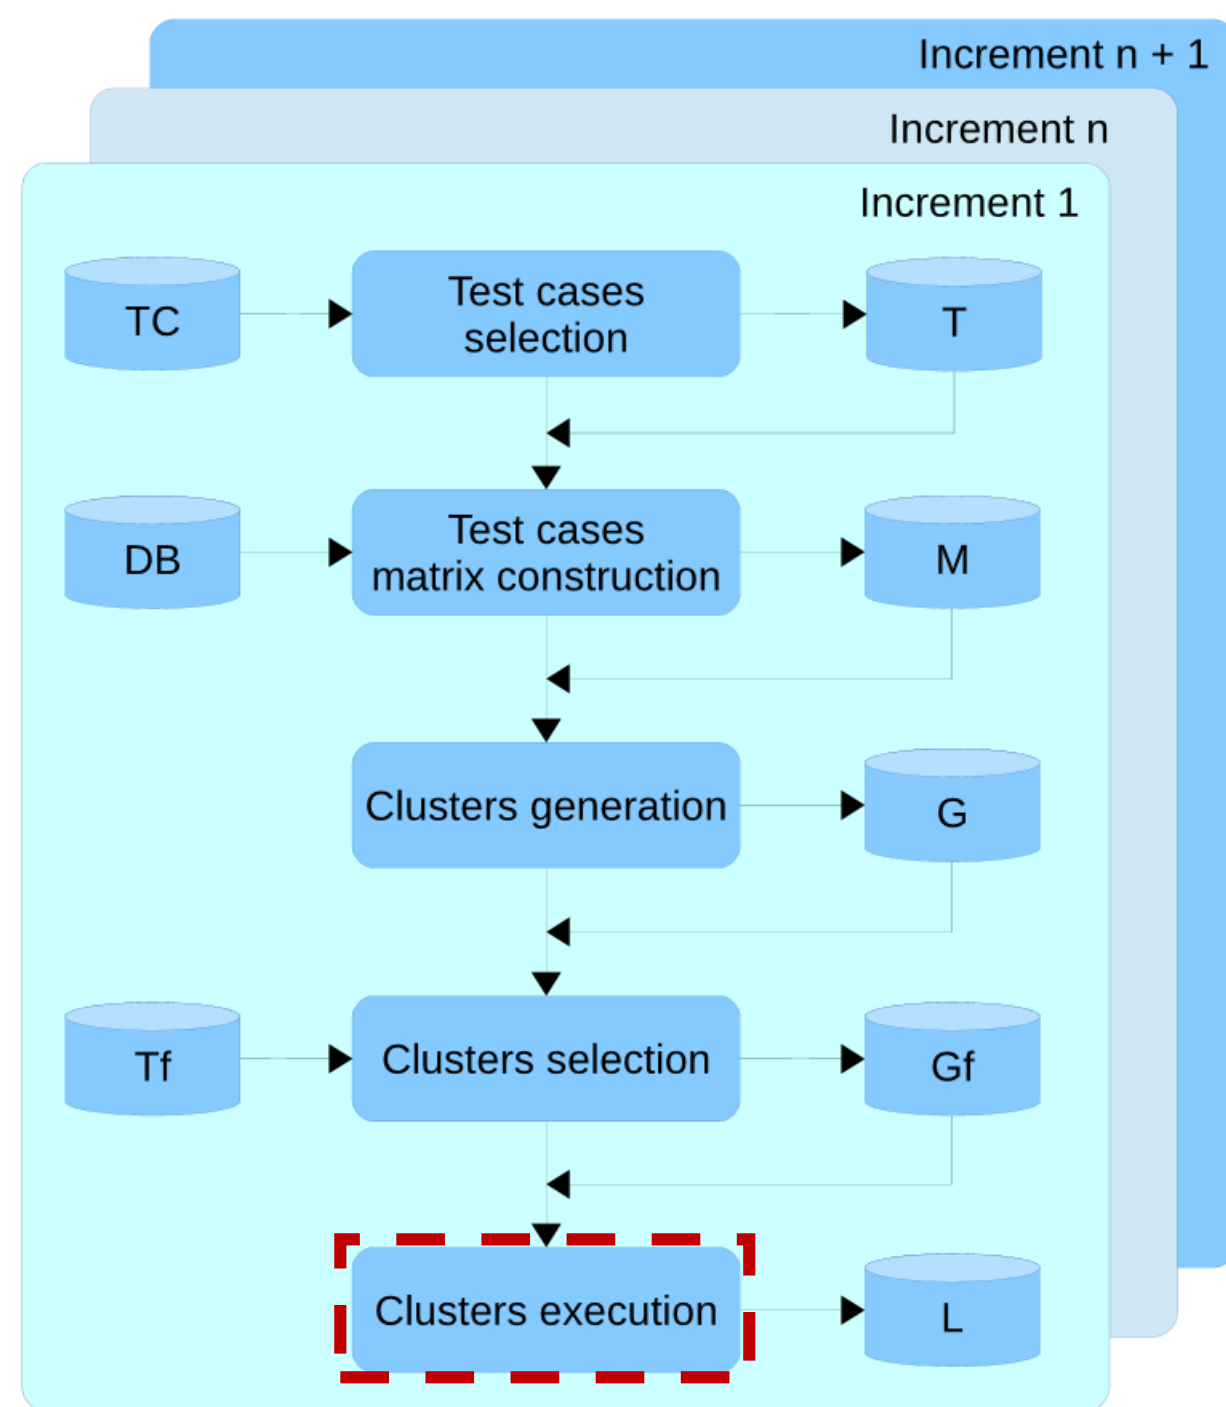 Increment n + 1
Increment n
Increment 1
TC
Test cases
selection
T
DB
Test cases
matrix construction
M
Clusters generation
G
Tf
Clusters selection
Gf
Clusters execution
L